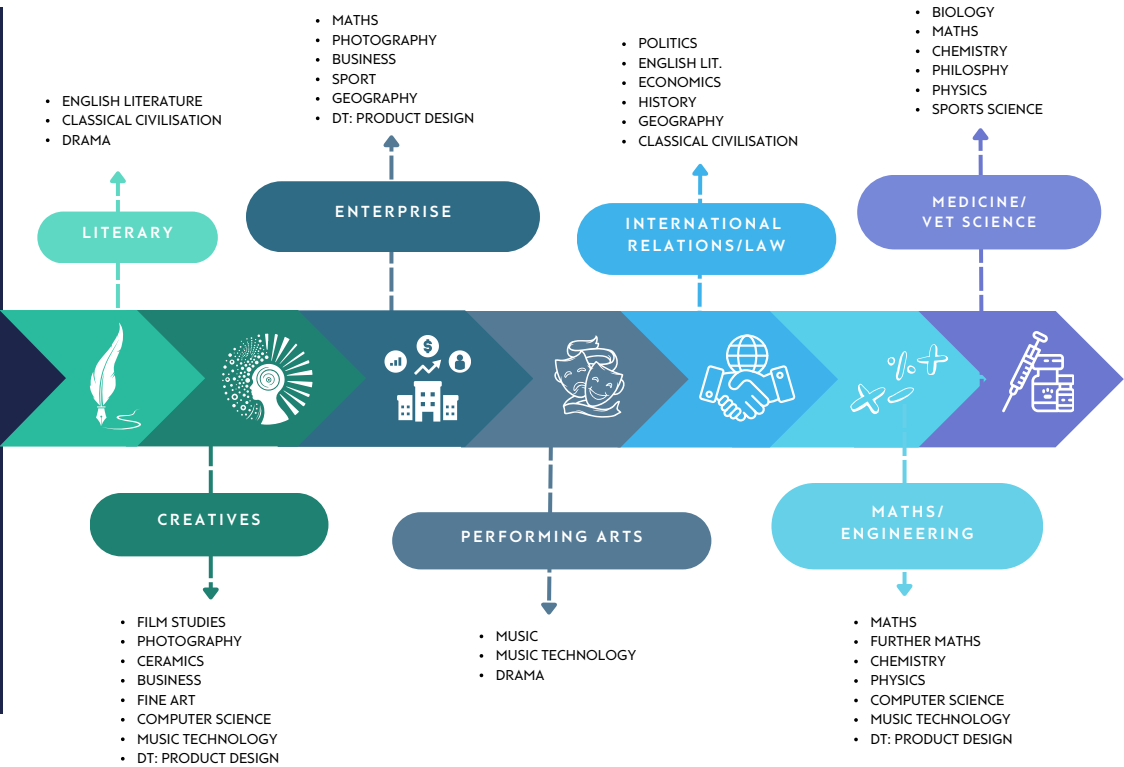 • ENGLISH LITERATURE
• CLASSICAL CIVILISATION
• DRAMA
LITERARY
• MATHS
• PHOTOGRAPHY
• BUSINESS
• SPORT
• GEOGRAPHY
• DT: PRODUCT DESIGN
ENTERPRISE
• POLITICS
• ENGLISH LIT.
• ECONOMICS
• HISTORY
• GEOGRAPHY
• CLASSICAL CIVILISATION
INTERNATIONAL
RELATIONS/LAW
• BIOLOGY
• MATHS
• CHEMISTRY
• PHILOSPHY
• PHYSICS
• SPORTS SCIENCE
MEDICINE/
VET SCIENCE
$
%
CREATIVES
• FILM STUDIES
• PHOTOGRAPHY
• CERAMICS
• BUSINESS
• FINE ART
• COMPUTER SCIENCE
• MUSIC TECHNOLOGY
• DT: PRODUCT DESIGN
PERFORMING ARTS
• MUSIC
• MUSIC TECHNOLOGY
• DRAMA
MATHS/
ENGINEERING
• MATHS
• FURTHER MATHS
• CHEMISTRY
• PHYSICS
• COMPUTER SCIENCE
• MUSIC TECHNOLOGY
• DT: PRODUCT DESIGN